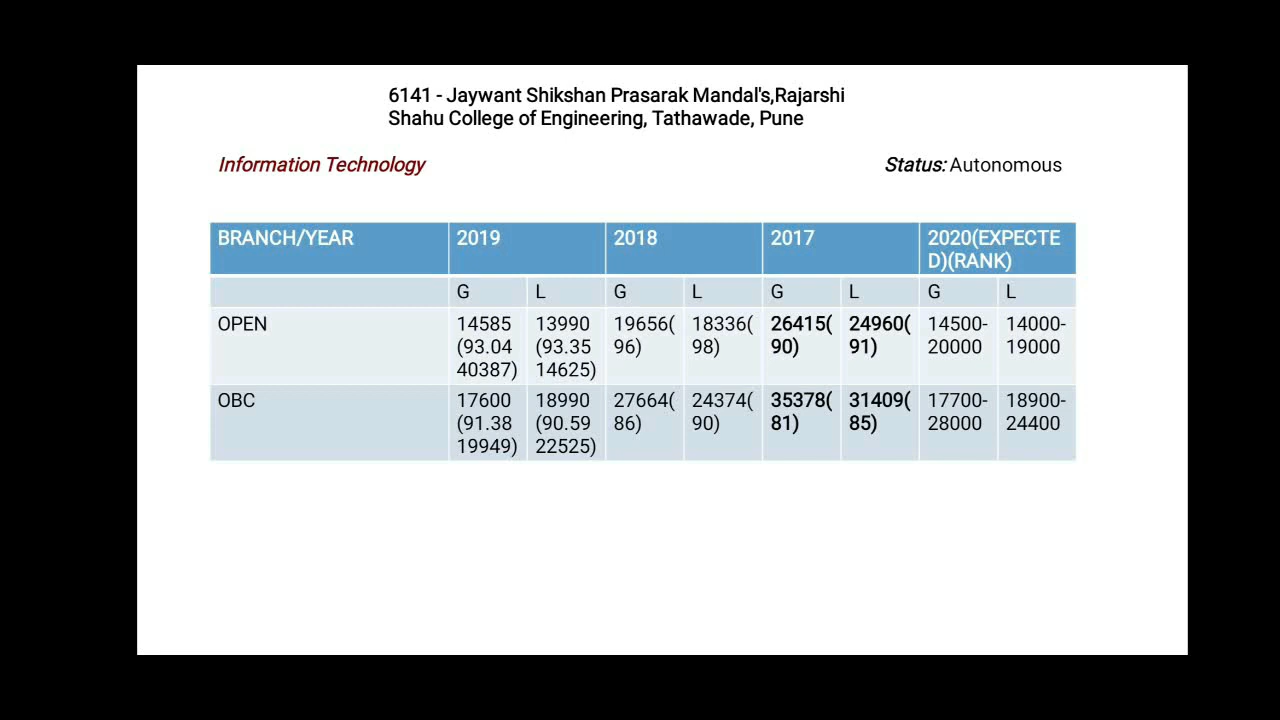 6141 - Jaywant Shikshan Prasarak Mandal's,Rajarshi
Shahu College of Engineering, Tathawade, Pune
Information Technology Status: Autonomous
BRANCH/YEAR 2019 2018 2017 2020(EXPECTE
D)(RANK)
G L G L G L G L
OPEN 14585 13990 19656( 18336( 26415( 24960( 14500- 14000-
(93.04 (93.35 96) 98) 90) 91) 20000 19000
40387) 14625)
OBC 17600 18990 27664( 24374( 35378( 31409( 17700- 18900-
(91.38 (90.59 86) 90) 81) 85) 28000 24400
19949) 22525)